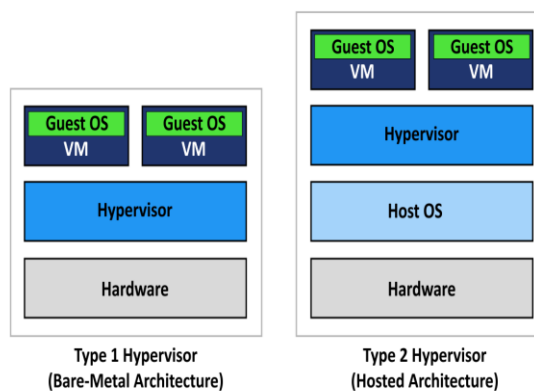 Guest OS
VM
Guest OS
VM
Hypervisor
Hardware
Type 1 Hypervisor
(Bare-Metal Architecture)
Guest OS
VM
Guest OS
VM
Hypervisor
Host OS
Hardware
Type 2 Hypervisor
(Hosted Architecture)